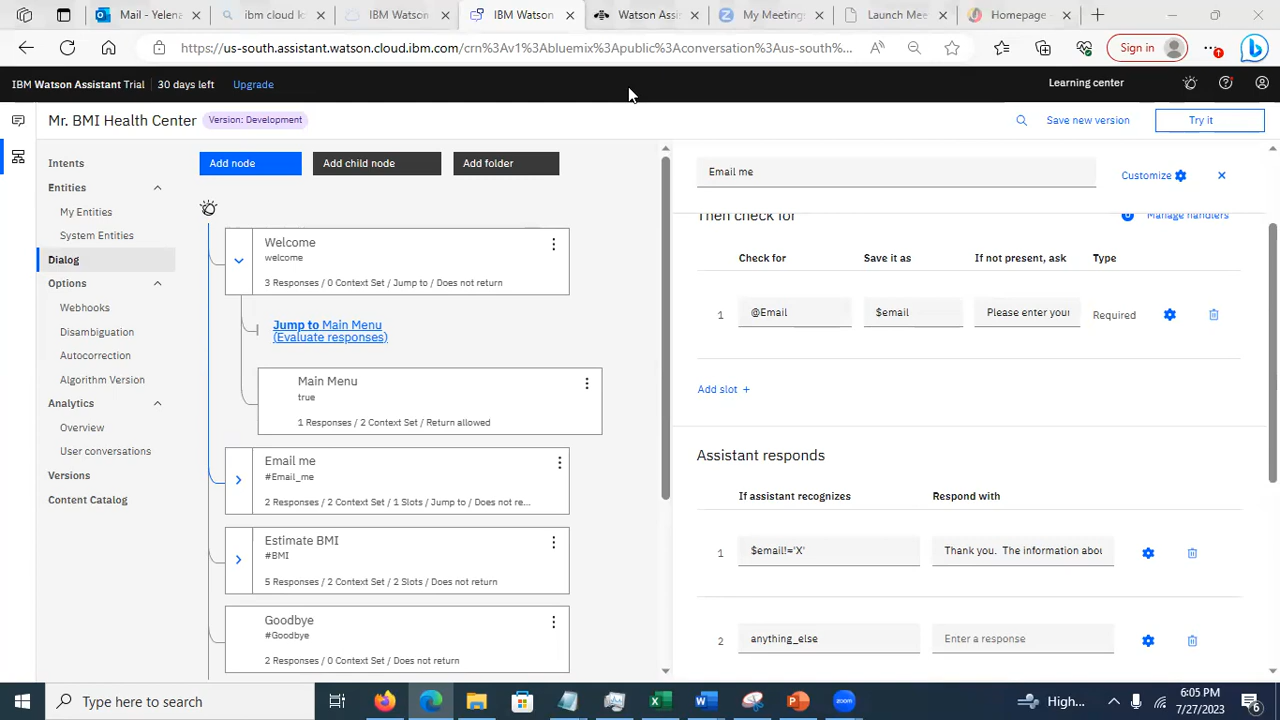 Mail - Yelena
ibm cloud k
IBM Watson
IBM Watson
Watson Assis
My Meeting
Launch Mee
Homepage
https://us-south.assistant.watson.cloud.ibm.com/crn%3Av1%3Abluemix%3Apublic%3Aconversation%3Aus-south%...
Sign in
IBM Watson Assistant Trial
30 days left
Upgrade
Learning center
Mr. BMI Health Center
Version: Development
Save new version
Try it
Intents
Entities
My Entities
System Entities
Dialog
Options
Webhooks
Disambiguation
Autocorrection
Algorithm Version
Analytics
Overview
User conversations
Versions
Content Catalog
Add node
Add child node
Add folder
Welcome
welcome
3 Responses / 0 Context Set / Jump to / Does not return
Jump to Main Menu
(Evaluate responses)
Main Menu
true
1 Responses / 2 Context Set / Return allowed
Email me
#Email_me
2 Responses / 2 Context Set / 1 Slots / Jump to / Does not re...
Estimate BMI
#BMI
5 Responses / 2 Context Set / 2 Slots / Does not return
Goodbye
#Goodbye
2 Responses / 0 Context Set / Does not return
Email me
Customize
Then check for
Manage handlers
Check for
Save it as
If not present, ask
Type
1
@Email
$email
Please enter your
Required
Add slot +
Assistant responds
If assistant recognizes
Respond with
1
$email!='X'
Thank you. The information abou
2
anything_else
Enter a response
Type here to search
High...
6:05 PM
7/27/2023
6